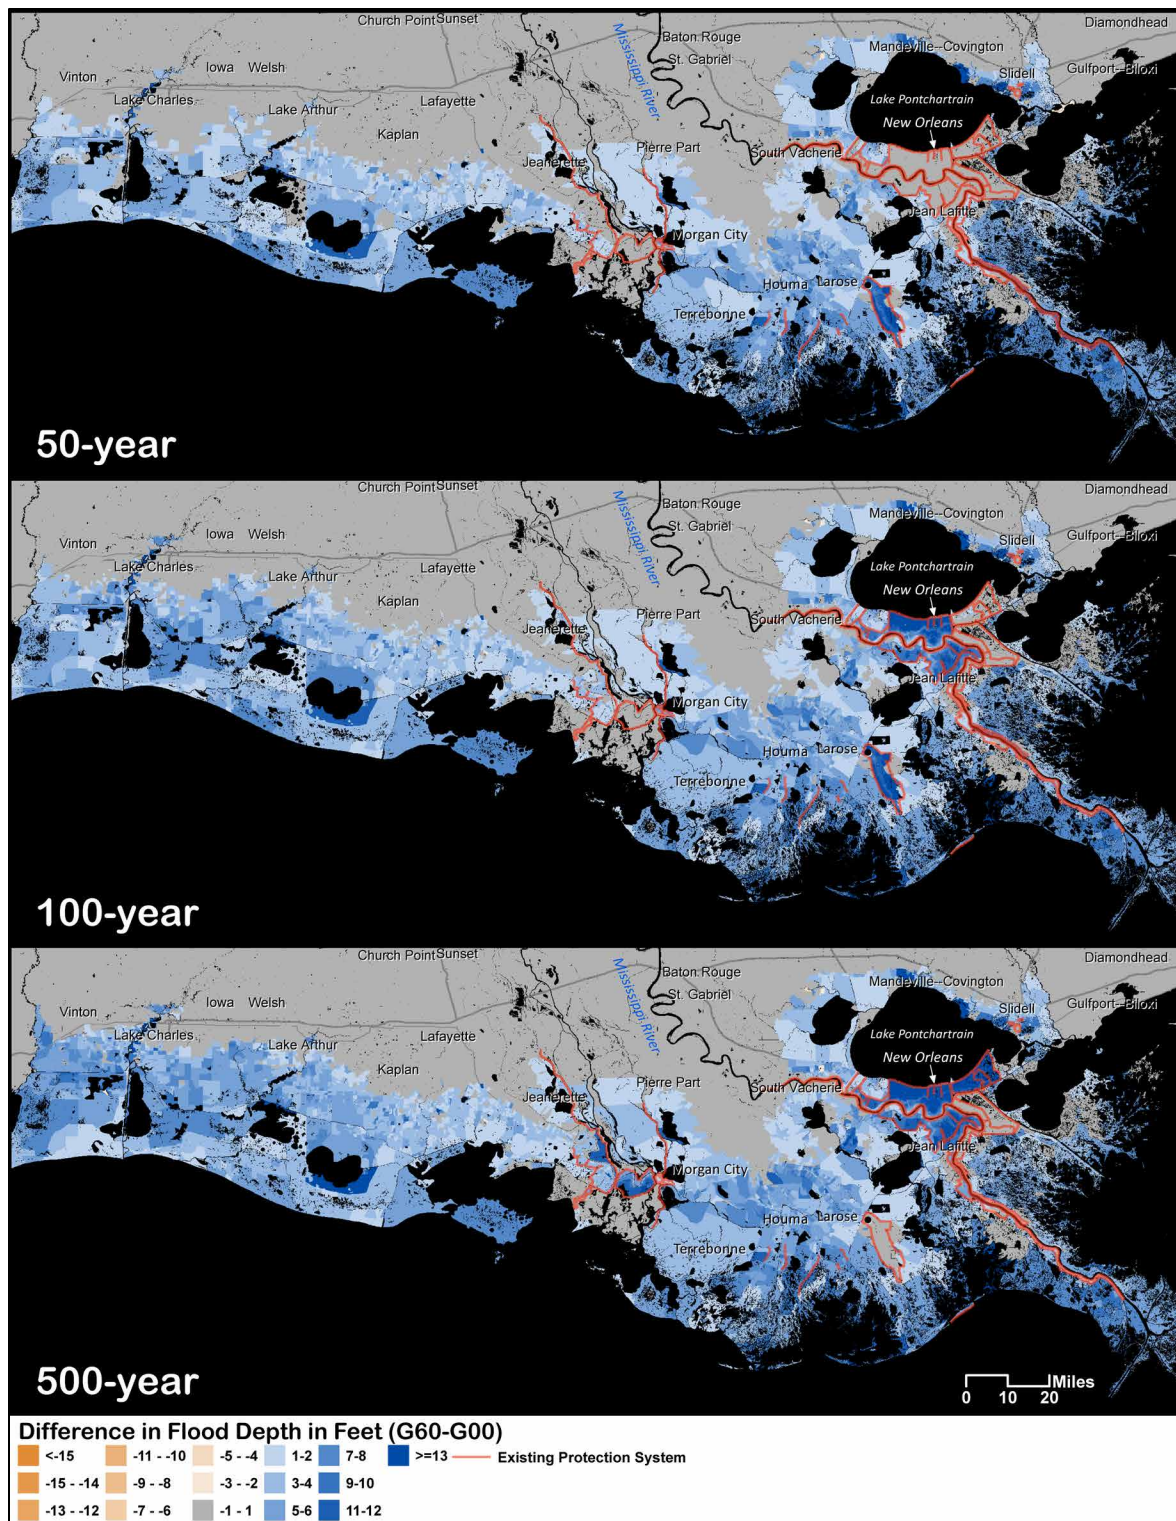 Church Point Sunset
Diamondhead
Baton Rouge
Mandeville--Covington
St. Gabriel
Mississippi River
Vinton
Iowa Welsh
Slidell Gulfport--Biloxi
Lake Charles
Lake Arthur
Lafayette
Lake Pontchartrain
New Orleans
Kaplan
Pierre Part
South Vacherie
Jeanerette
Jean Lafitte
Morgan City
Houma Larose
Terrebonne
50-year
Church Point Sunset
Diamondhead
Baton Rouge
Mandeville--Covington
St. Gabriel
Mississippi River
Vinton
Iowa Welsh
Slidell Gulfport--Biloxi
Lake Charles
Lake Arthur
Lafayette
Lake Pontchartrain
New Orleans
Kaplan
Pierre Part
South Vacherie
Jeanerette
Jean Lafitte
Morgan City
Houma Larose
Terrebonne
100-year
Church Point Sunset
Diamondhead
Baton Rouge
Mandeville--Covington
St. Gabriel
Mississippi River
Vinton
Iowa Welsh
Slidell Gulfport--Biloxi
Lake Charles
Lake Arthur
Lafayette
Lake Pontchartrain
New Orleans
Kaplan
Pierre Part
South Vacherie
Jeanerette
Jean Lafitte
Morgan City
Houma Larose
Terrebonne
500-year
Miles
0 10 20
Difference in Flood Depth in Feet (G60-G00)
<-15 -11 - -10 -5 - -4 1-2 7-8 >=13 Existing Protection System
-15 - -14 -9 - -8 -3 - -2 3-4 9-10
-13 - -12 -7 - -6 -1 - 1 5-6 11-12